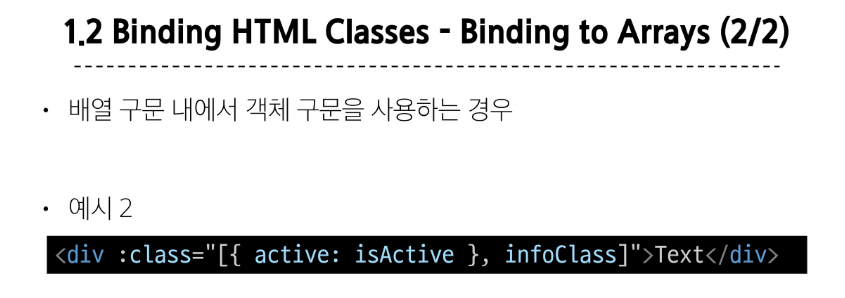 1.2 Binding HTML Classes - Binding to Arrays (2/2)
• 배열 구문 내에서 객체 구문을 사용하는 경우
• 예시 2
<div :class="[{ active: isActive }, infoClass]">Text</div>